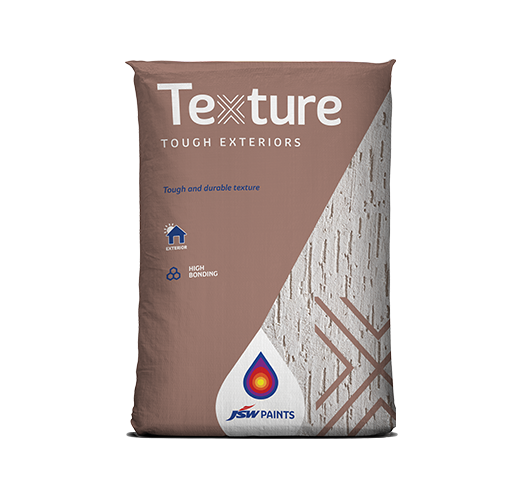 Texture
TOUGH EXTERIORS
Tough and durable texture
EXTERIOR
HIGH
BONDING
JSW PAINTS